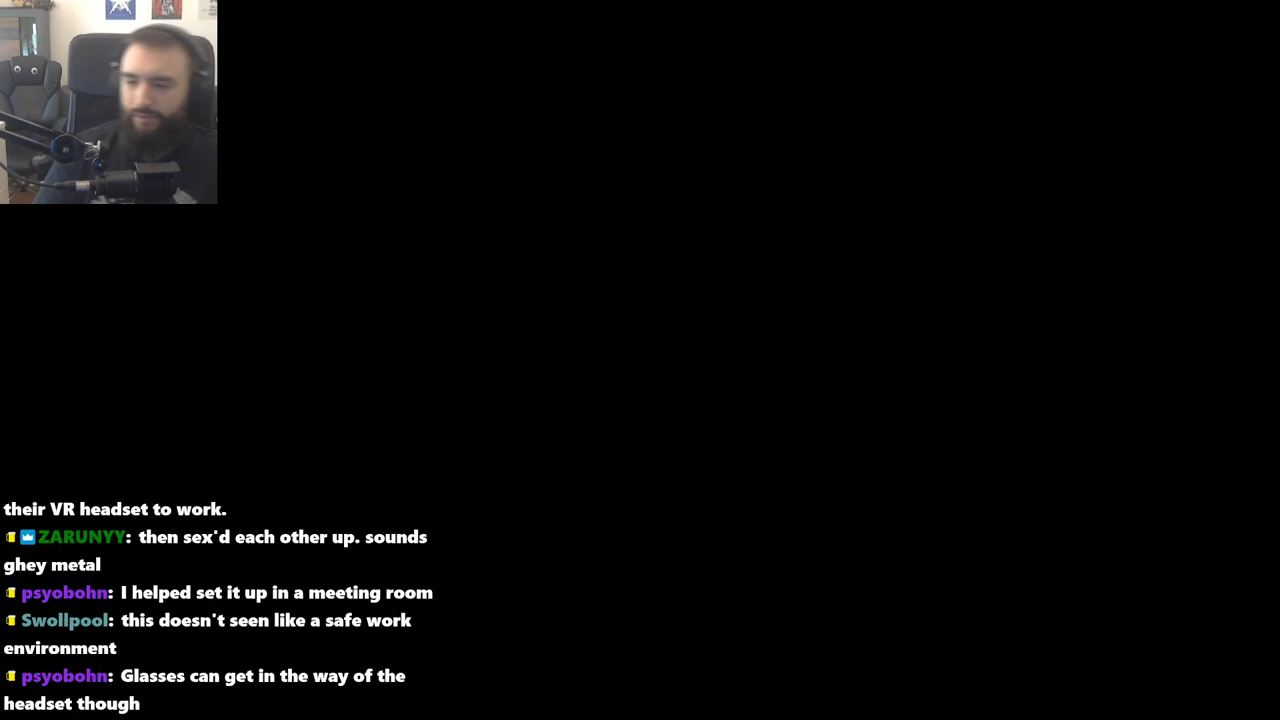 their VR headset to work.
ZARUNYY: then sex'd each other up. sounds
ghey metal
psyobohn: I helped set it up in a meeting room
Swollpool: this doesn't seen like a safe work
environment
psyobohn: Glasses can get in the way of the
headset though